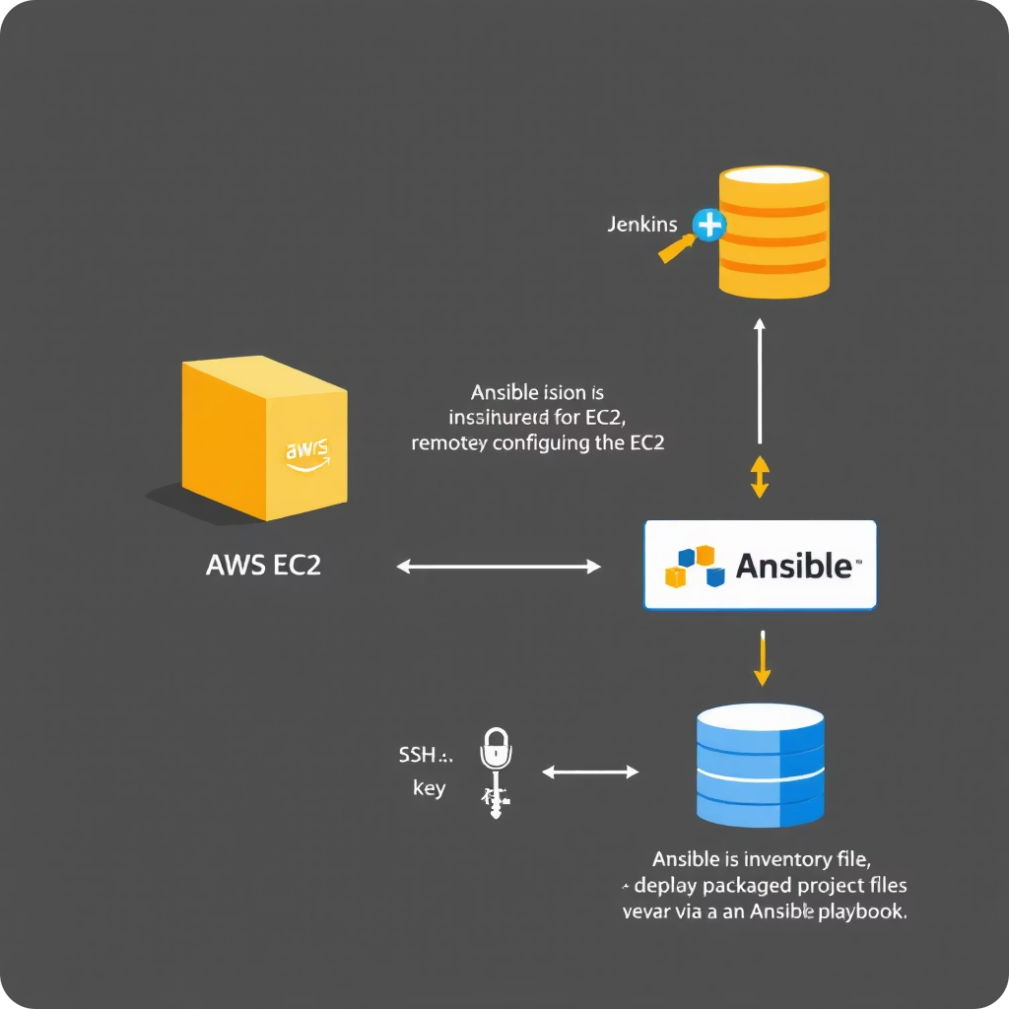 Jenkins
aws
Ansible ision is
inssihured for EC2,
remotey configuing the EC2
AWS EC2
Ansible
SSH
key
Ansible is inventory file,
deplay packaged project files
vevar via a an Ansible playbook.